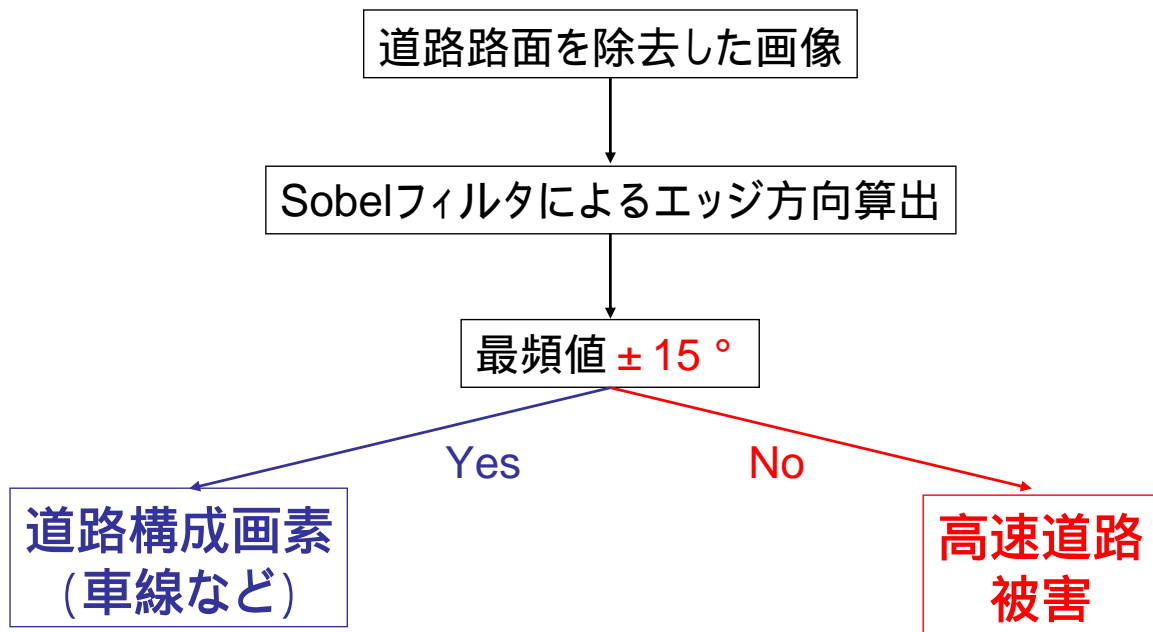 道路路面を除去した画像
Sobelフィルタによるエッジ方向算出
最頻値 ± 15 °
Yes
No
道路構成画素
(車線など)
高速道路
被害